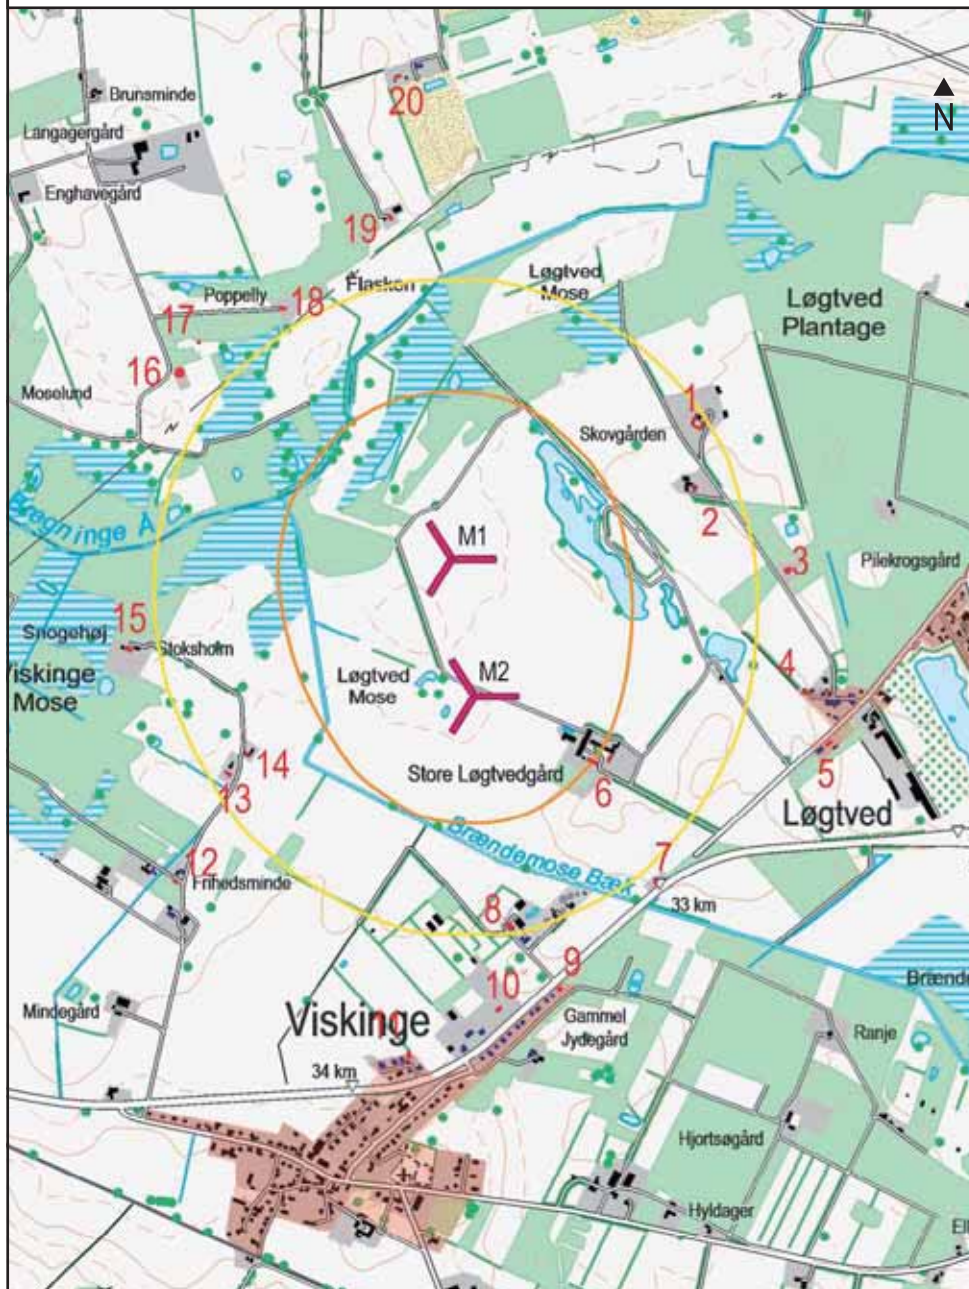 Brunsminde
20
Langagergård
N
Enghavegård
19
Løgtved
Mose
Flasken
Poppelly
18
Løgtved
Plantage
17
16
Moselund
1
Skovgården
2
Bregninge Å
M1
3
Pilekrogsgård
15
Snogehøj
Stoksholm
Viskinge
Mose
4
Løgtved
Mose
M2
14
Store Løgtvedgård
5
6
13
Løgtved
Brændemose Bæk
7
12
Frihedsminde
33 km
8
9
10
Brænde
Mindegård
Viskinge
Gammel
Jydegård
Ranje
11
34 km
Hjortsøgård
Hyldager
Ell